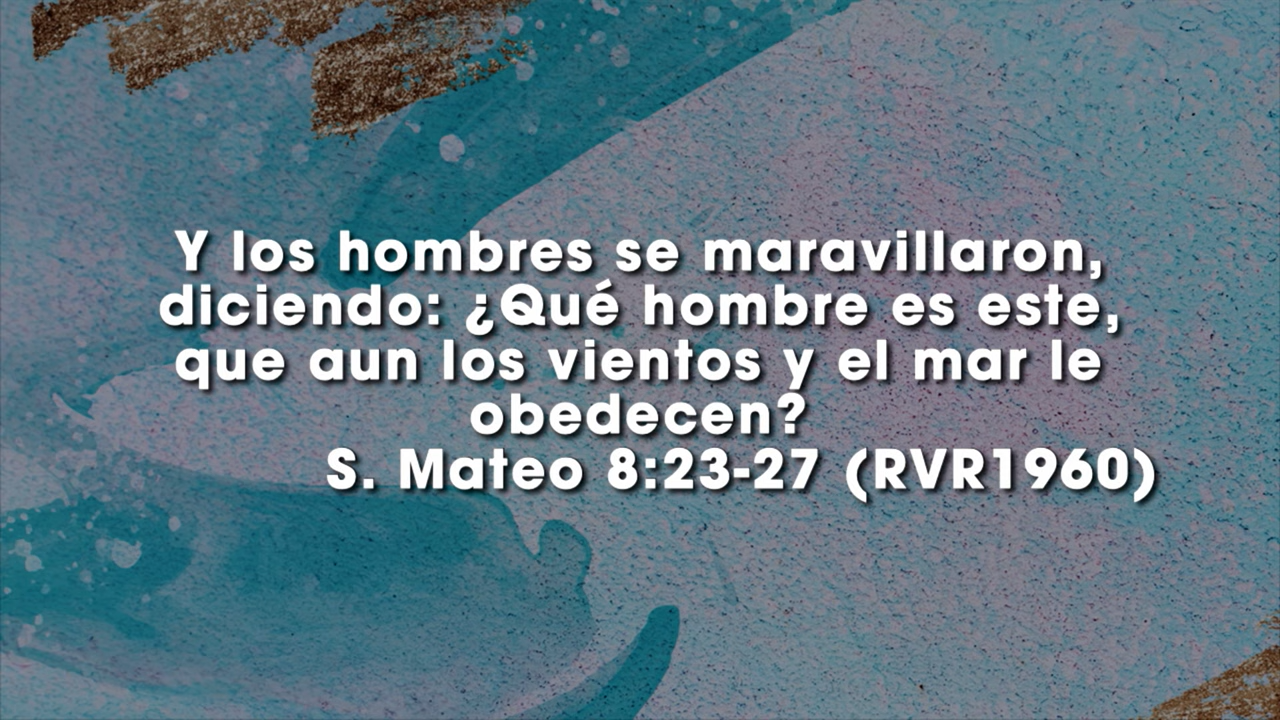 Y los hombres se maravillaron,
diciendo: ¿Qué hombre es este,
que aun los vientos y el mar le
obedecen?
S. Mateo 8:23-27 (RVR1960)